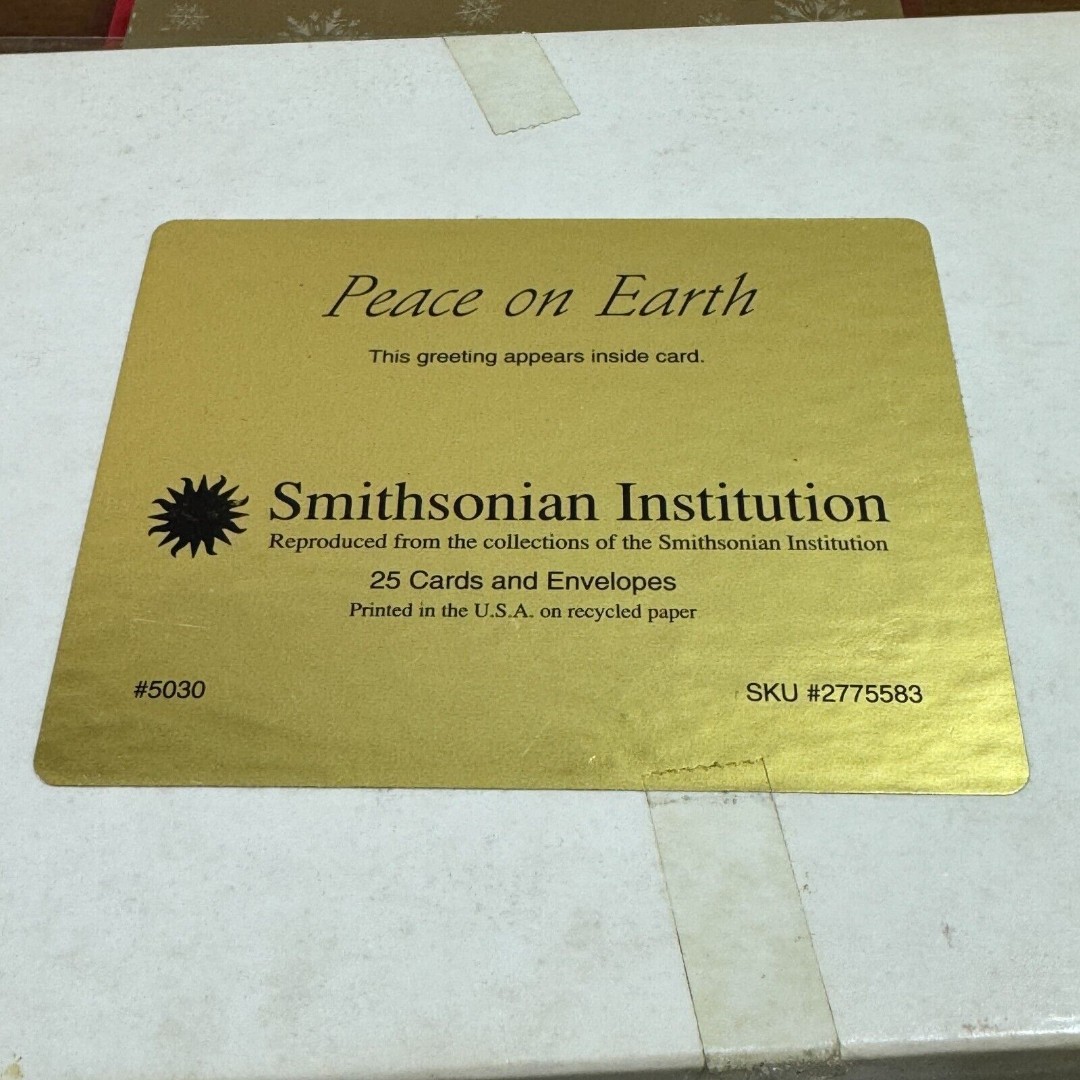 Peace on Earth
This greeting appears inside card.
Smithsonian Institution
Reproduced from the collections of the Smithsonian Institution
25 Cards and Envelopes
Printed in the U.S.A. on recycled paper
#5030
SKU #2775583